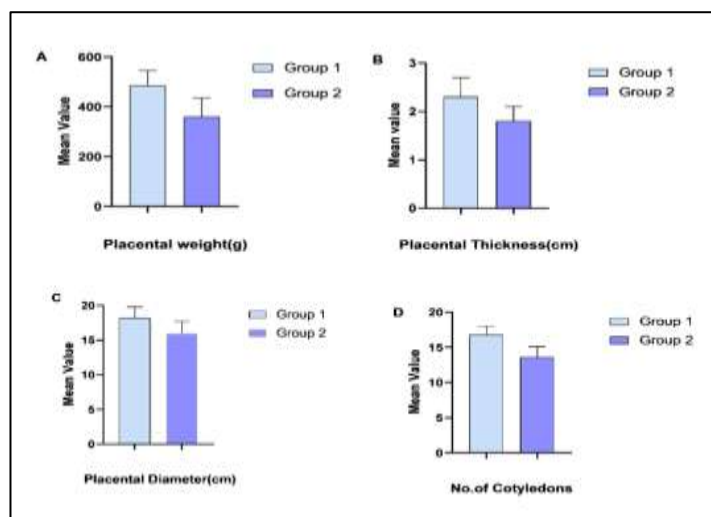 A
600
400
200
0
Mean Value
Group 1
Group 2
Placental weight(g)
B
3
2
1
0
Mean value
Group 1
Group 2
Placental Thickness(cm)
C
20
15
10
5
0
Mean Value
Group 1
Group 2
Placental Diameter(cm)
D
20
15
10
5
0
Mean Value
Group 1
Group 2
No.of Cotyledons